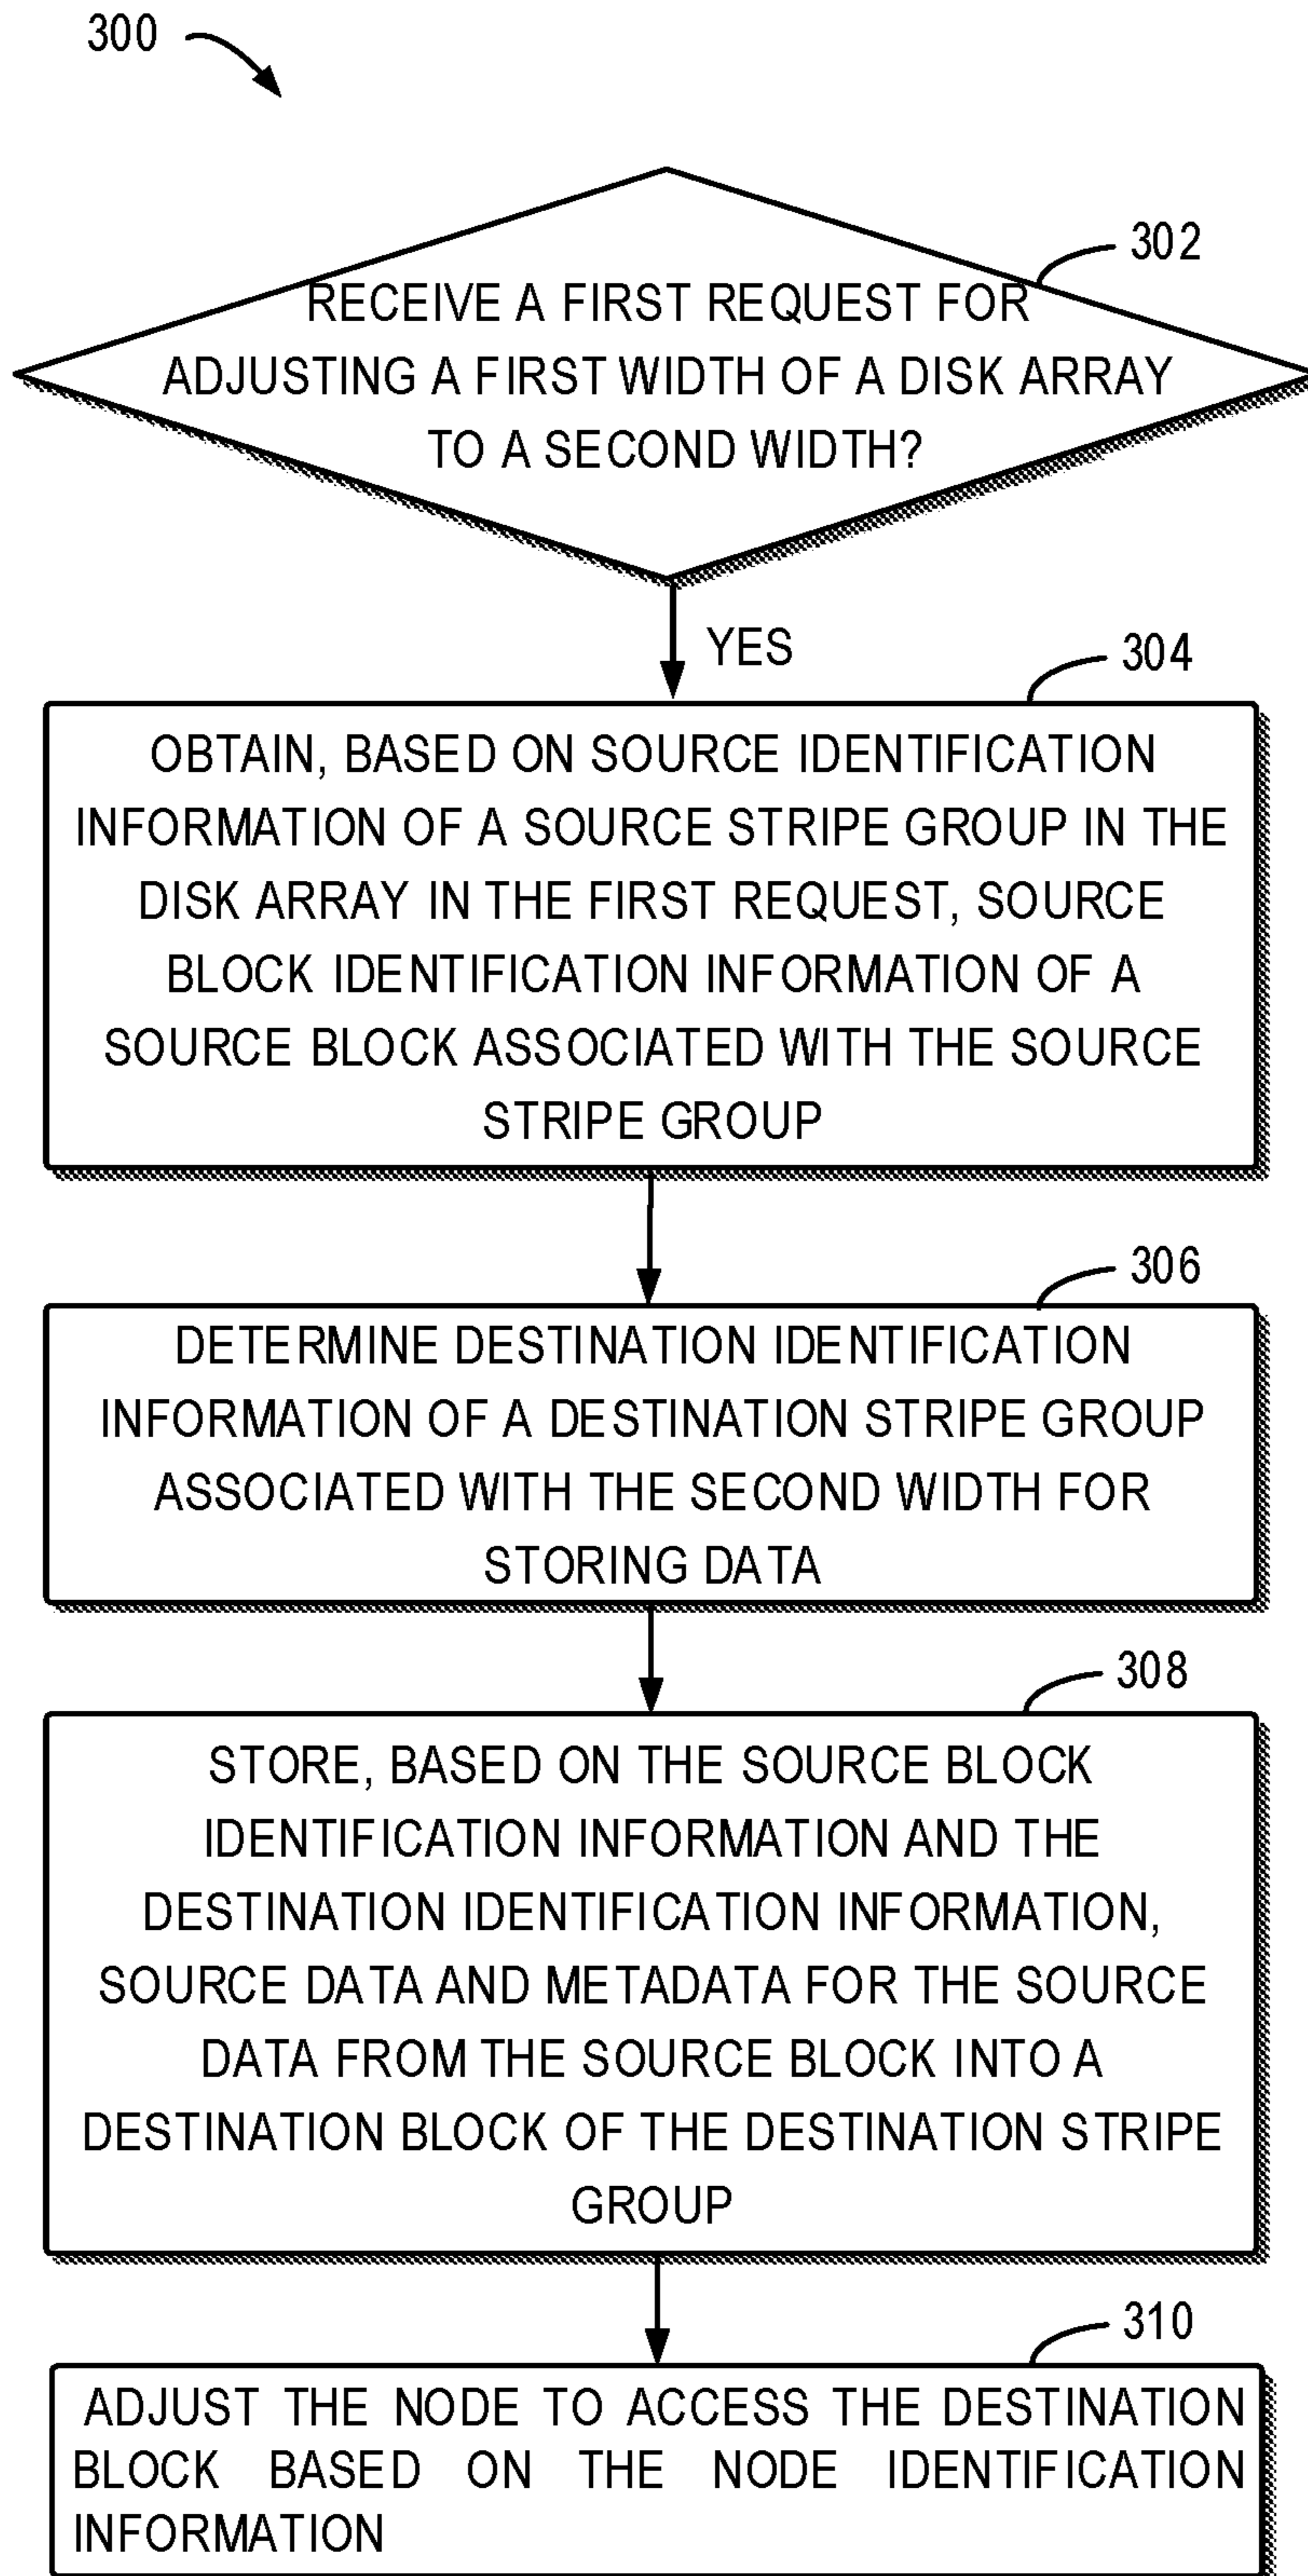 300
302
RECEIVE A FIRST REQUEST FOR
ADJUSTING A FIRST WIDTH OF A DISK ARRAY
TO A SECOND WIDTH?
YES
304
OBTAIN, BASED ON SOURCE IDENTIFICATION
INFORMATION OF A SOURCE STRIPE GROUP IN THE
DISK ARRAY IN THE FIRST REQUEST, SOURCE
BLOCK IDENTIFICATION INFORMATION OF A
SOURCE BLOCK ASSOCIATED WITH THE SOURCE
STRIPE GROUP
306
DETERMINE DESTINATION IDENTIFICATION
INFORMATION OF A DESTINATION STRIPE GROUP
ASSOCIATED WITH THE SECOND WIDTH FOR
STORING DATA
308
STORE, BASED ON THE SOURCE BLOCK
IDENTIFICATION INFORMATION AND THE
DESTINATION IDENTIFICATION INFORMATION,
SOURCE DATA AND METADATA FOR THE SOURCE
DATA FROM THE SOURCE BLOCK INTO A
DESTINATION BLOCK OF THE DESTINATION STRIPE
GROUP
310
ADJUST THE NODE TO ACCESS THE DESTINATION
BLOCK BASED ON THE NODE IDENTIFICATION
INFORMATION